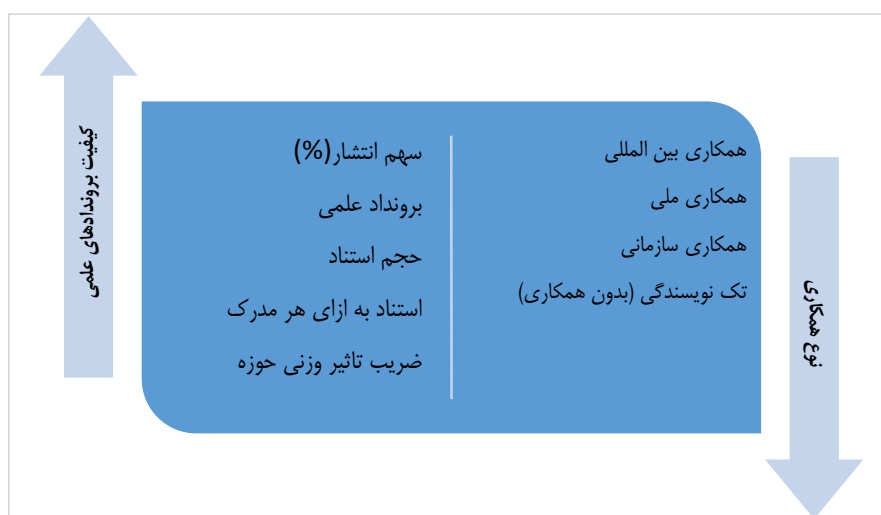 همکاری بین المللی
همکاری ملی
همکاری سازمانی
تک نویسندگی (بدون همکاری)
نوع همکاری
سهم انتشار(%)
برونداد علمی
حجم استناد
استناد به ازای هر مدرک
ضریب تاثیر وزنی حوزه
کیفیت بروندادهای علمی